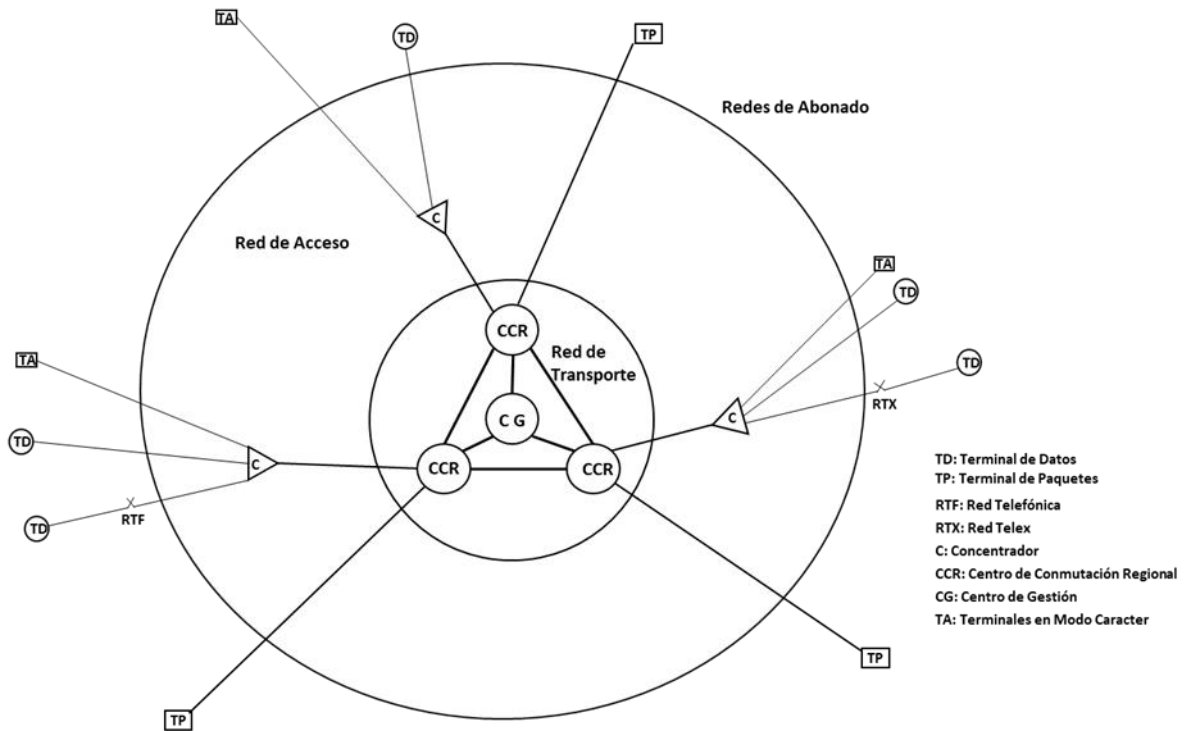 TA
TD
TP
Redes de Abonado
C
Red de Acceso
TA
TD
CCR
Red de
Transporte
TA
TD
RTX
C G
C
TD
C
CCR
CCR
TD
RTF
TD: Terminal de Datos
TP: Terminal de Paquetes
RTF: Red Telefónica
RTX: Red Telex
C: Concentrador
CCR: Centro de Conmutación Regional
CG: Centro de Gestión
TA: Terminales en Modo Caracter
TP
TP